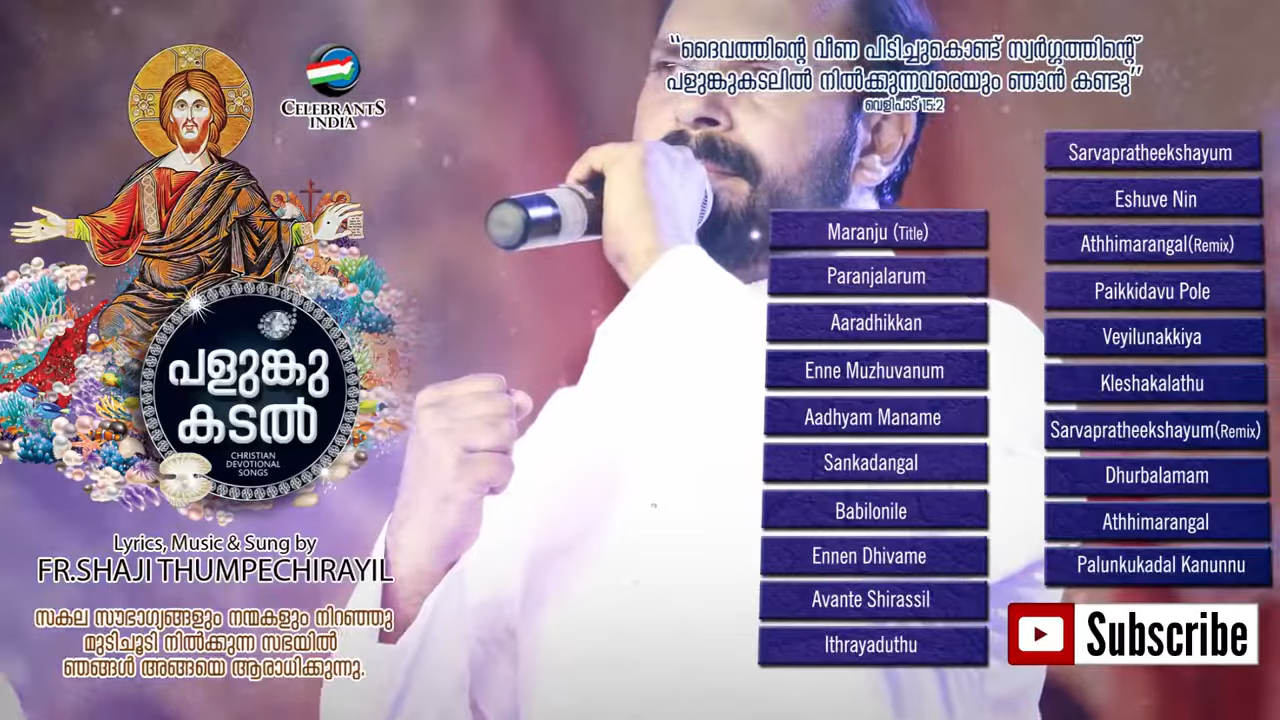 CELEBRANTS
INDIA
പളുങ്കു
കടൽ
CHRISTIAN
DEVOTIONAL
SONGS
Lyrics, Music & Sung by
FR.SHAJI THUMPECHIRAYIL
സകല സൗഭാഗ്യങ്ങളും നന്മകളും നിറഞ്ഞു
മുടിചൂടി നിൽക്കുന്ന സഭയിൽ
ഞങ്ങൾ അങ്ങയെ ആരാധിക്കുന്നു.
“ദൈവത്തിന്റെ വീണ പിടിച്ചുകൊണ്ട് സ്വർഗ്ഗത്തിന്റെ
പളുങ്കുകടലിൽ നിൽക്കുന്നവരെയും ഞാൻ കണ്ടു”
വെളിപാട് 15:2
Maranju (Title)
Paranjalarum
Aaradhikkan
Enne Muzhuvanum
Aadhyam Maname
Sankadangal
Babilonile
Ennen Dhivame
Avante Shirassil
Ithrayaduthu
Sarvapratheekshayum
Eshuve Nin
Athhimarangal(Remix)
Paikkidavu Pole
Veyilunakkiya
Kleshakalathu
Sarvapratheekshayum(Remix)
Dhurbalamam
Athhimarangal
Palunkukadal Kanunnu
Subscribe